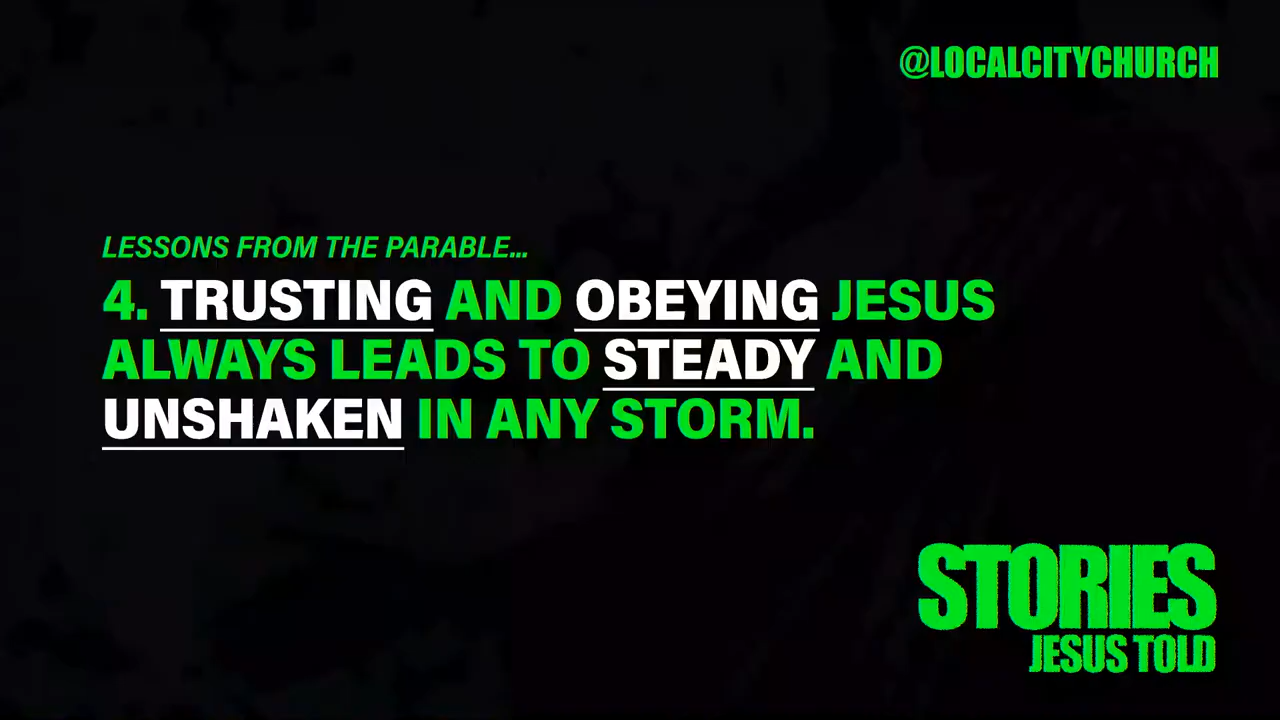 @LOCALCITYCHURCH
LESSONS FROM THE PARABLE...
4. TRUSTING AND OBEYING JESUS
ALWAYS LEADS TO STEADY AND
UNSHAKEN IN ANY STORM.
STORIES
JESUS TOLD